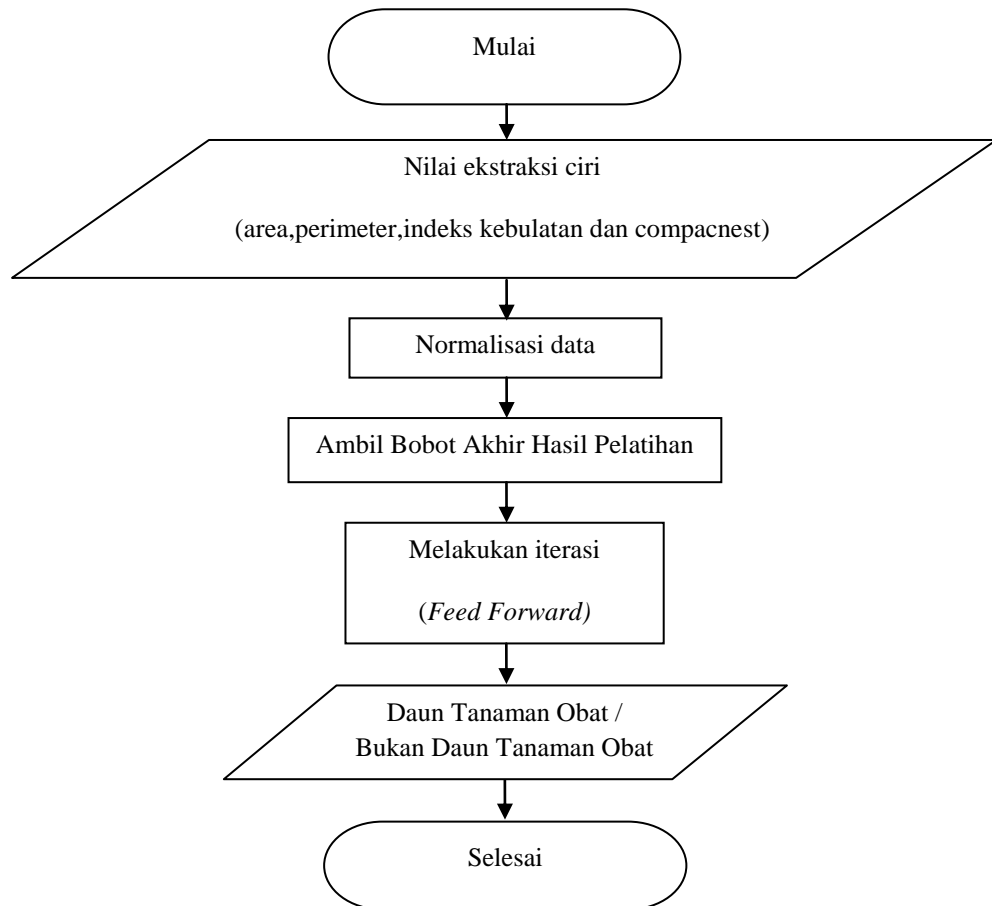 Mulai
Nilai ekstraksi ciri
(area,perimeter,indeks kebulatan dan compacnest)
Normalisasi data
Ambil Bobot Akhir Hasil Pelatihan
Melakukan iterasi
(Feed Forward)
Daun Tanaman Obat /
Bukan Daun Tanaman Obat
Selesai